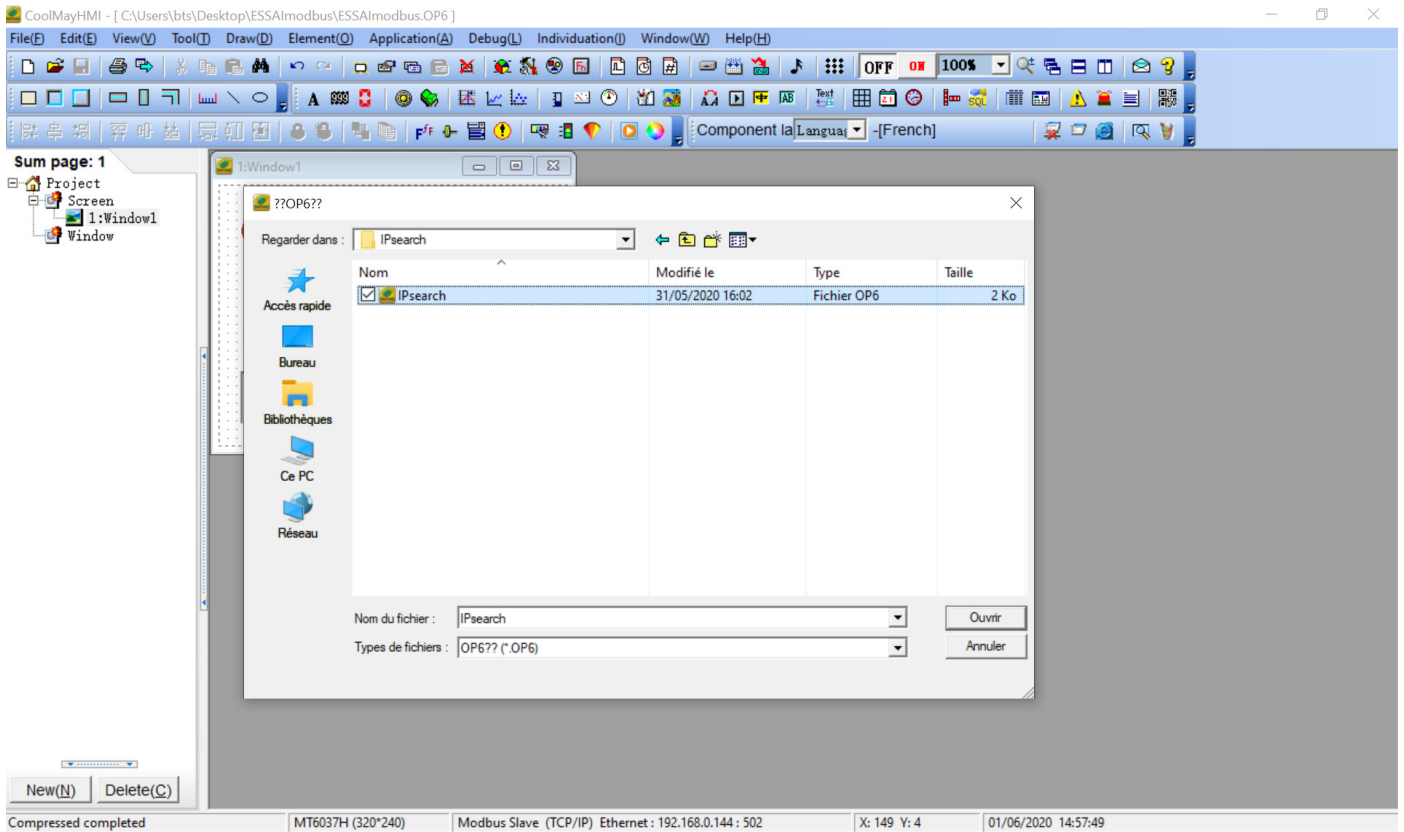 CoolMayHMI - [ C:\Users\bts\Desktop\ESSAImodbus\ESSAImodbus.OP6 ]
File(F) Edit(E) View(V) Tool(T) Draw(D) Element(O) Application(A) Debug(L) Individuation(I) Window(W) Help(H)
OFF ON 100%
A
Text
AB
SQL
Component la Languag -[French]
Sum page: 1
Project
Screen
1:Window1
Window
1:Window1
??OP6??
Regarder dans : IPsearch
Nom Modifié le Type Taille
IPsearch 31/05/2020 16:02 Fichier OP6 2 Ko
Accès rapide
Bureau
Bibliothèques
Ce PC
Réseau
Nom du fichier : IPsearch Ouvrir
Types de fichiers : OP6?? (*.OP6) Annuler
New(N) Delete(C)
Compressed completed MT6037H (320*240) Modbus Slave (TCP/IP) Ethernet : 192.168.0.144 : 502 X: 149 Y: 4 01/06/2020 14:57:49